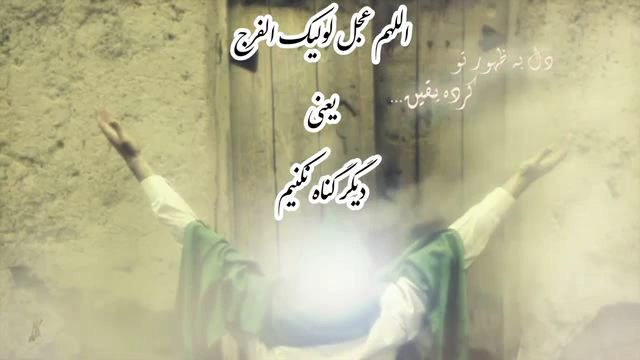 اللهم عجل لولیک الفرج
یعنی
دیگر گناه نکنیم
دل به ظهور تو
کرده یقین...